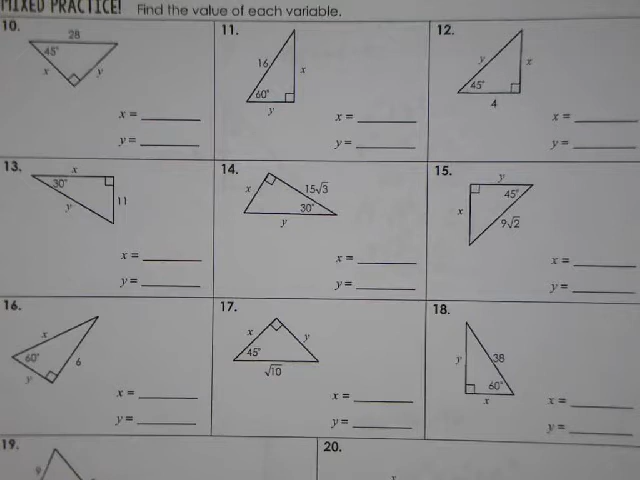 MIXED PRACTICE! Find the value of each variable.
10.
28
45°
x
y
x =
y =
11.
16
x
60°
y
x =
y =
12.
y
x
45°
4
x =
y =
13.
x
30°
y
11
x =
y =
14.
x
15√3
30°
y
x =
y =
15.
y
45°
x
9√2
x =
y =
16.
x
60°
6
y
x =
y =
17.
x
y
45°
√10
x =
y =
18.
y
38
60°
x
x =
y =
19.
20.